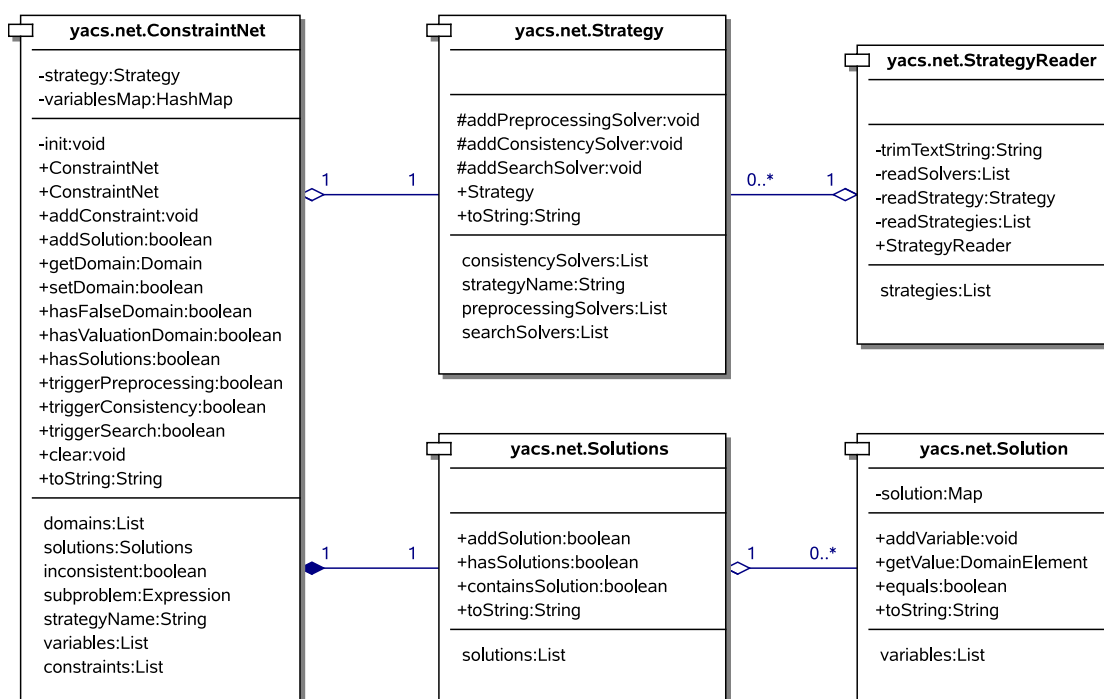 yacs.net.ConstraintNet
-strategy:Strategy
-variablesMap:HashMap
-init:void
+ConstraintNet
+ConstraintNet
+addConstraint:void
+addSolution:boolean
+getDomain:Domain
+setDomain:boolean
+hasFalseDomain:boolean
+hasValuationDomain:boolean
+hasSolutions:boolean
+triggerPreprocessing:boolean
+triggerConsistency:boolean
+triggerSearch:boolean
+clear:void
+toString:String
domains:List
solutions:Solutions
inconsistent:boolean
subproblem:Expression
strategyName:String
variables:List
constraints:List
1
1
yacs.net.Strategy
#addPreprocessingSolver:void
#addConsistencySolver:void
#addSearchSolver:void
+Strategy
+toString:String
consistencySolvers:List
strategyName:String
preprocessingSolvers:List
searchSolvers:List
0..*
1
yacs.net.StrategyReader
-trimTextString:String
-readSolvers:List
-readStrategy:Strategy
-readStrategies:List
+StrategyReader
strategies:List
1
1
yacs.net.Solutions
+addSolution:boolean
+hasSolutions:boolean
+containsSolution:boolean
+toString:String
solutions:List
1
0..*
yacs.net.Solution
-solution:Map
+addVariable:void
+getValue:DomainElement
+equals:boolean
+toString:String
variables:List